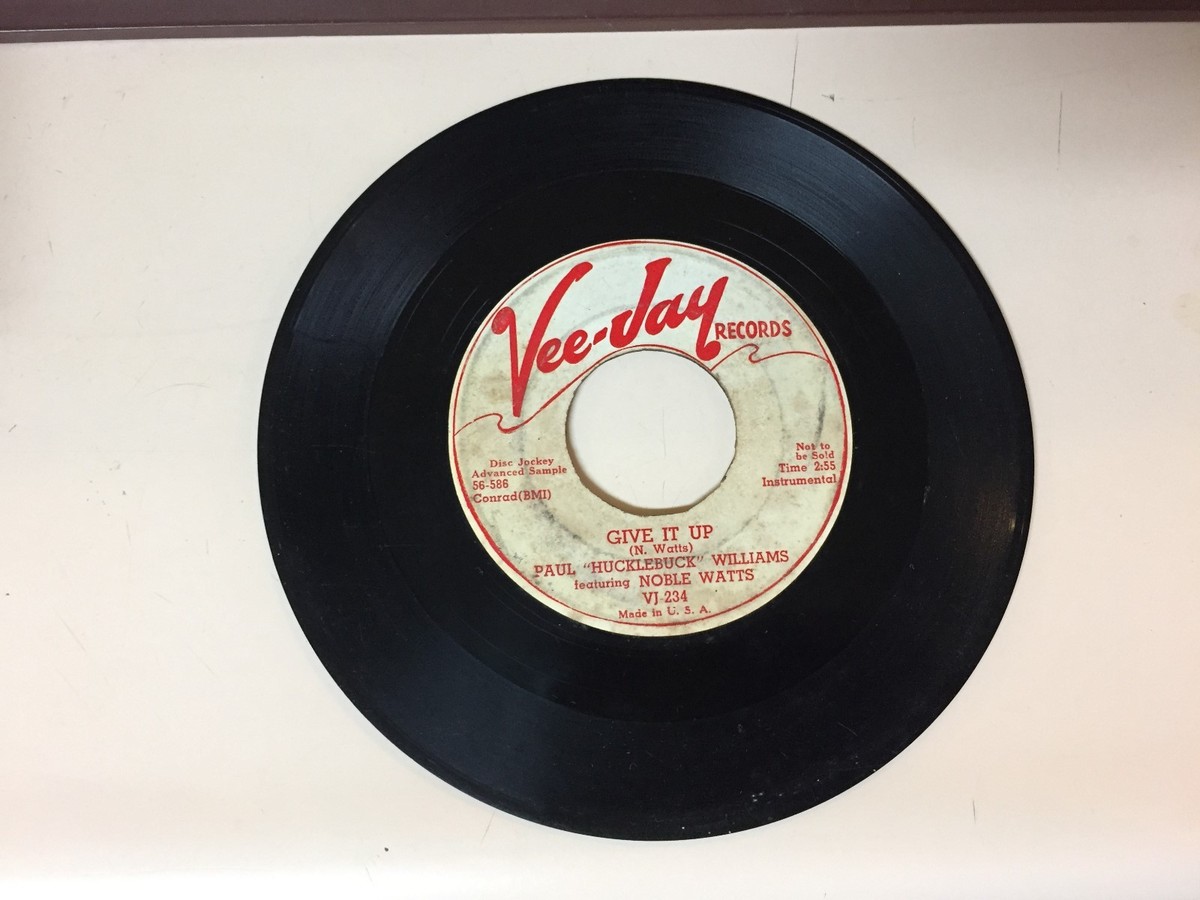 Vee-Jay
RECORDS
Disc Jockey
Advanced Sample
56-586
Conrad(BMI)
Not to
be Sold
Time 2:55
Instrumental
GIVE IT UP
(N. Watts)
PAUL "HUCKLEBUCK" WILLIAMS
featuring NOBLE WATTS
VJ-234
Made in U. S. A.